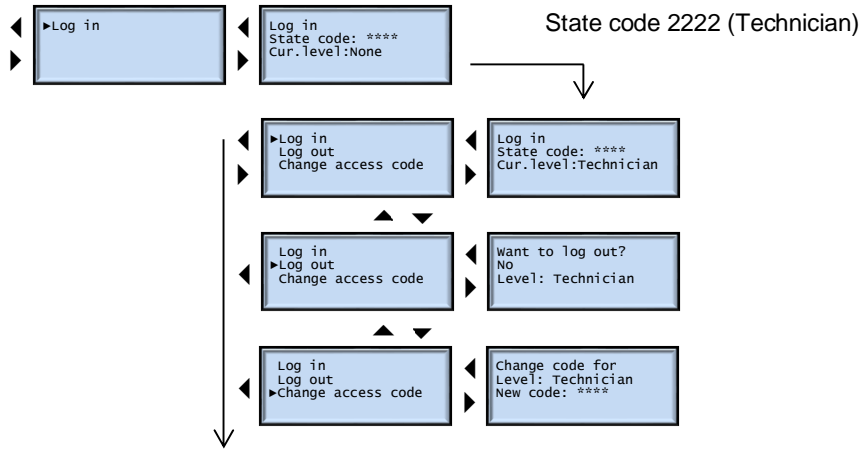 ►Log in
Log in
State code: ****
Cur.level:None
State code 2222 (Technician)
►Log in
Log out
Change access code
Log in
State code: ****
Cur.level:Technician
Log in
►Log out
Change access code
Want to log out?
No
Level: Technician
Log in
Log out
►Change access code
Change code for
Level: Technician
New code: ****